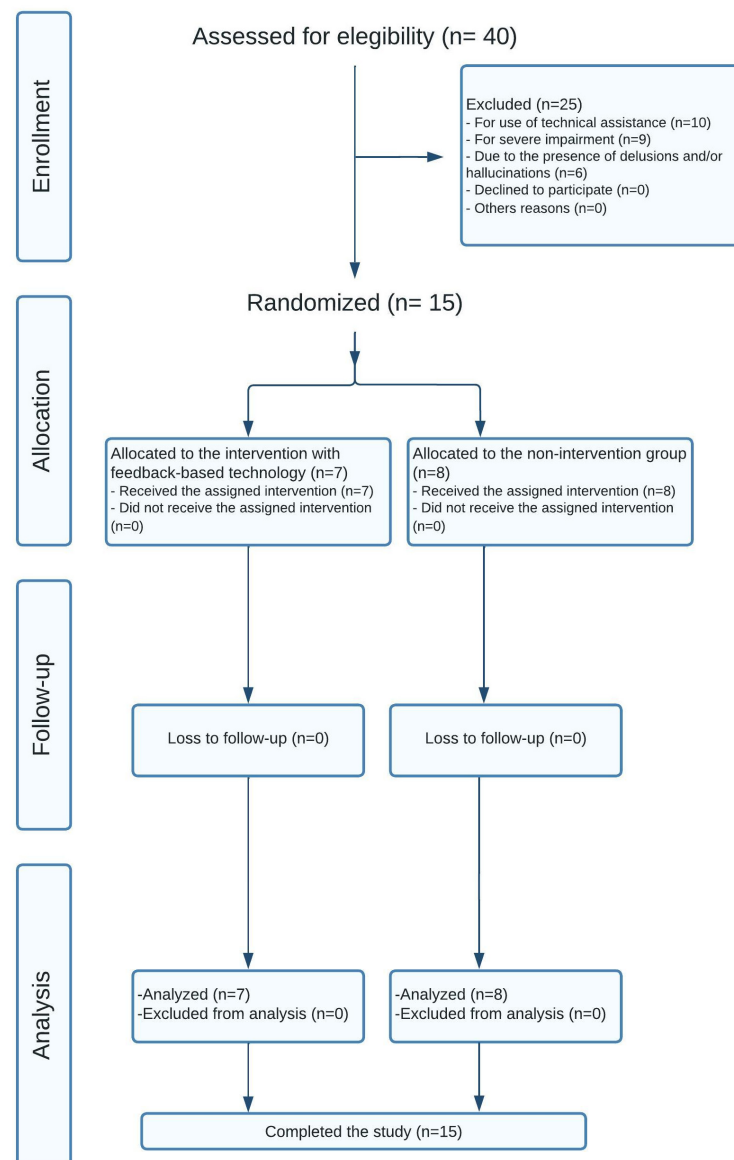 Enrollment
Assessed for elegibility (n= 40)
Excluded (n=25)
- For use of technical assistance (n=10)
- For severe impairment (n=9)
- Due to the presence of delusions and/or
hallucinations (n=6)
- Declined to participate (n=0)
- Others reasons (n=0)
Randomized (n= 15)
Allocation
Allocated to the intervention with
feedback-based technology (n=7)
- Received the assigned intervention (n=7)
- Did not receive the assigned intervention
(n=0)
Allocated to the non-intervention group
(n=8)
- Received the assigned intervention (n=8)
- Did not receive the assigned intervention
(n=0)
Follow-up
Loss to follow-up (n=0)
Loss to follow-up (n=0)
Analysis
-Analyzed (n=7)
-Excluded from analysis (n=0)
-Analyzed (n=8)
-Excluded from analysis (n=0)
Completed the study (n=15)